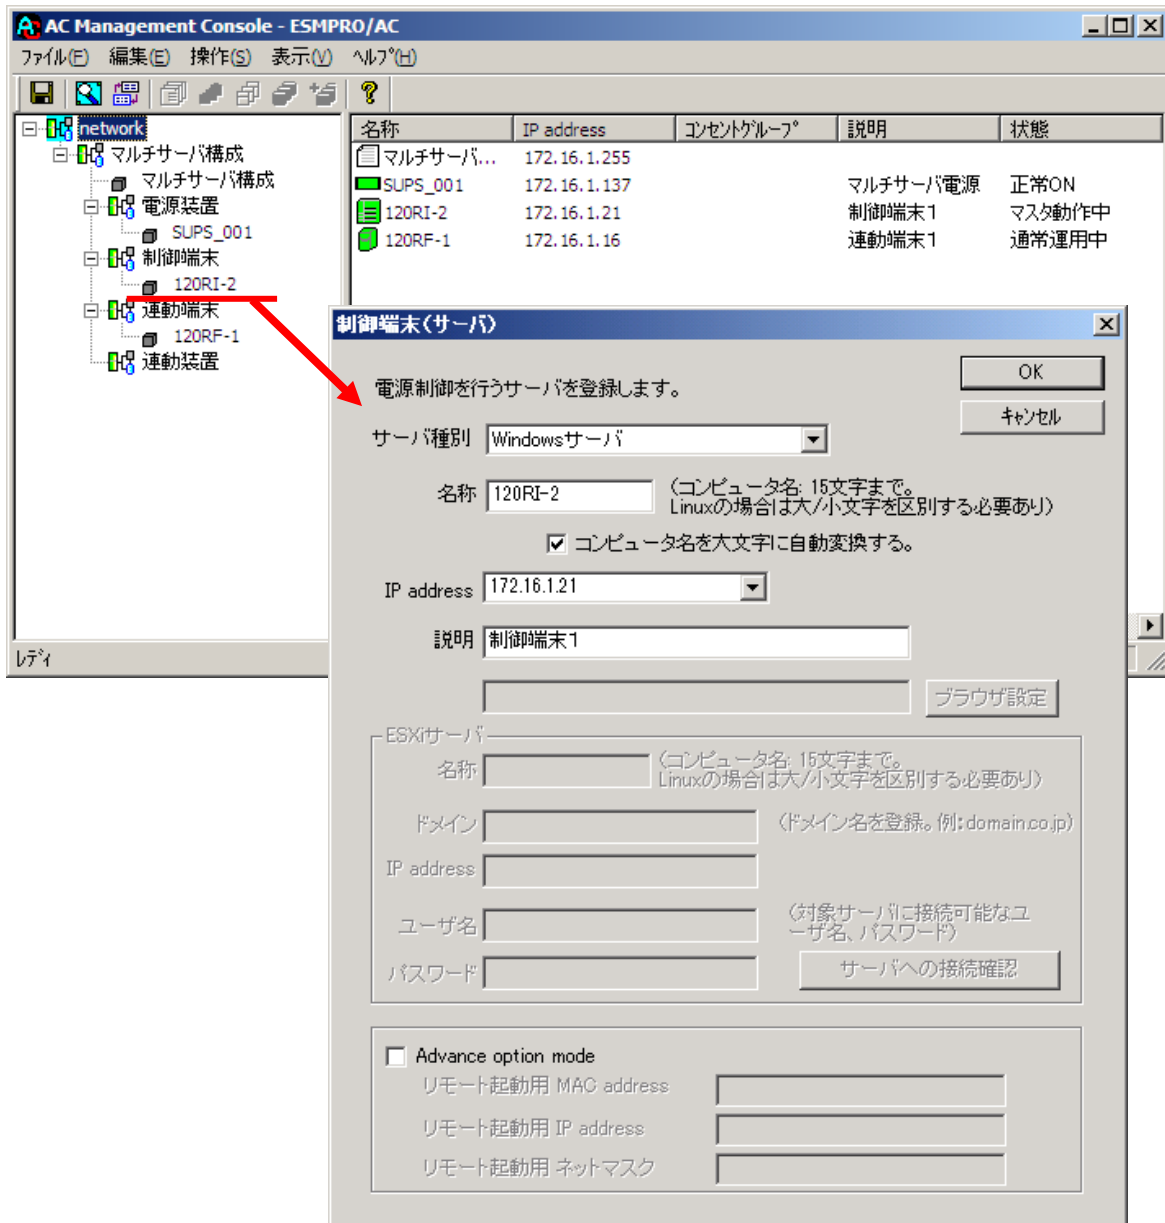 AC Management Console - ESMPRO/AC
ファイル(F) 編集(E) 操作(S) 表示(V) ヘルプ(H)
network
マルチサーバ構成
マルチサーバ構成
電源装置
SUPS_001
制御端末
120RI-2
連動端末
120RF-1
連動装置
名称 IP address コンセントグループ 説明 状態
マルチサーバ... 172.16.1.255
SUPS_001 172.16.1.137 マルチサーバ電源 正常ON
120RI-2 172.16.1.21 制御端末1 マスタ動作中
120RF-1 172.16.1.16 連動端末1 通常運用中
レディ
制御端末(サーバ)
電源制御を行うサーバを登録します。
OK
キャンセル
サーバ種別 Windowsサーバ
名称 120RI-2 (コンピュータ名: 15文字まで。
Linuxの場合は大/小文字を区別する必要あり)
コンピュータ名を大文字に自動変換する。
IP address 172.16.1.21
説明 制御端末1
ブラウザ設定
ESXiサーバ
名称 (コンピュータ名: 15文字まで。
Linuxの場合は大/小文字を区別する必要あり)
ドメイン (ドメイン名を登録。例:domain.co.jp)
IP address
ユーザ名 (対象サーバに接続可能なユ
ーザ名、パスワード)
パスワード サーバへの接続確認
Advance option mode
リモート起動用 MAC address
リモート起動用 IP address
リモート起動用 ネットマスク